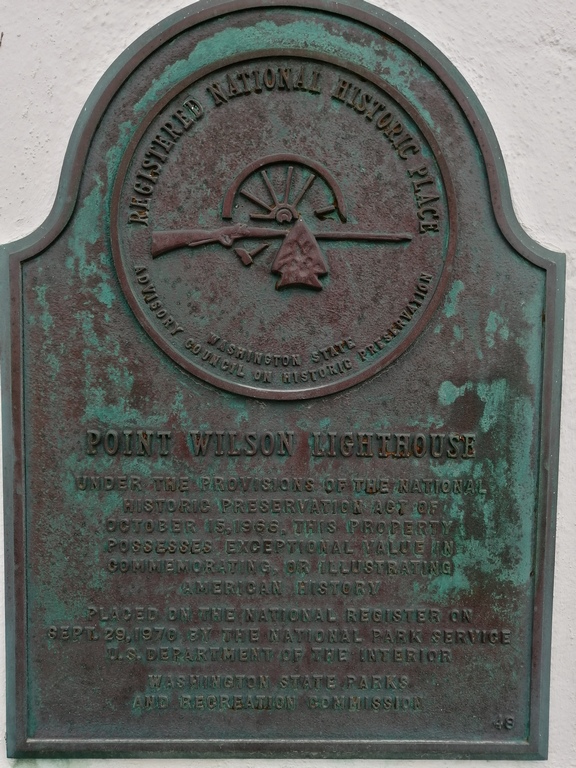 REGISTERED NATIONAL HISTORIC PLACE
WASHINGTON STATE
ADVISORY COUNCIL ON HISTORIC PRESERVATION
POINT WILSON LIGHTHOUSE
UNDER THE PROVISIONS OF THE NATIONAL
HISTORIC PRESERVATION ACT OF
OCTOBER 15, 1966, THIS PROPERTY
POSSESSES EXCEPTIONAL VALUE IN
COMMEMORATING OR ILLUSTRATING
AMERICAN HISTORY
PLACED ON THE NATIONAL REGISTER ON
SEPT. 29, 1970 BY THE NATIONAL PARK SERVICE
U.S. DEPARTMENT OF THE INTERIOR
WASHINGTON STATE PARKS
AND RECREATION COMMISSION